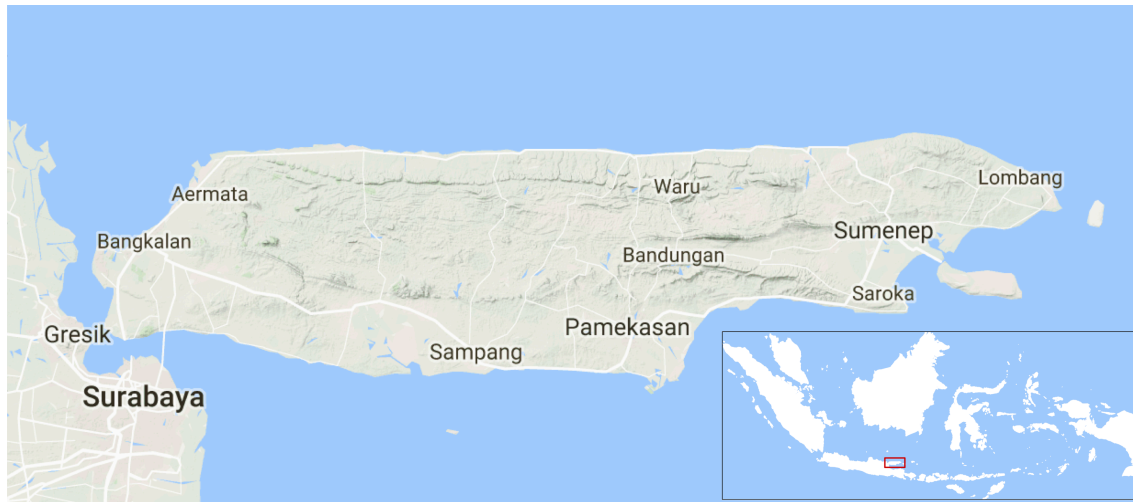 Waru
Lombang
Aermata
Sumenep
Bangkalan
Bandungan
Saroka
Gresik
Pamekasan
Sampang
Surabaya